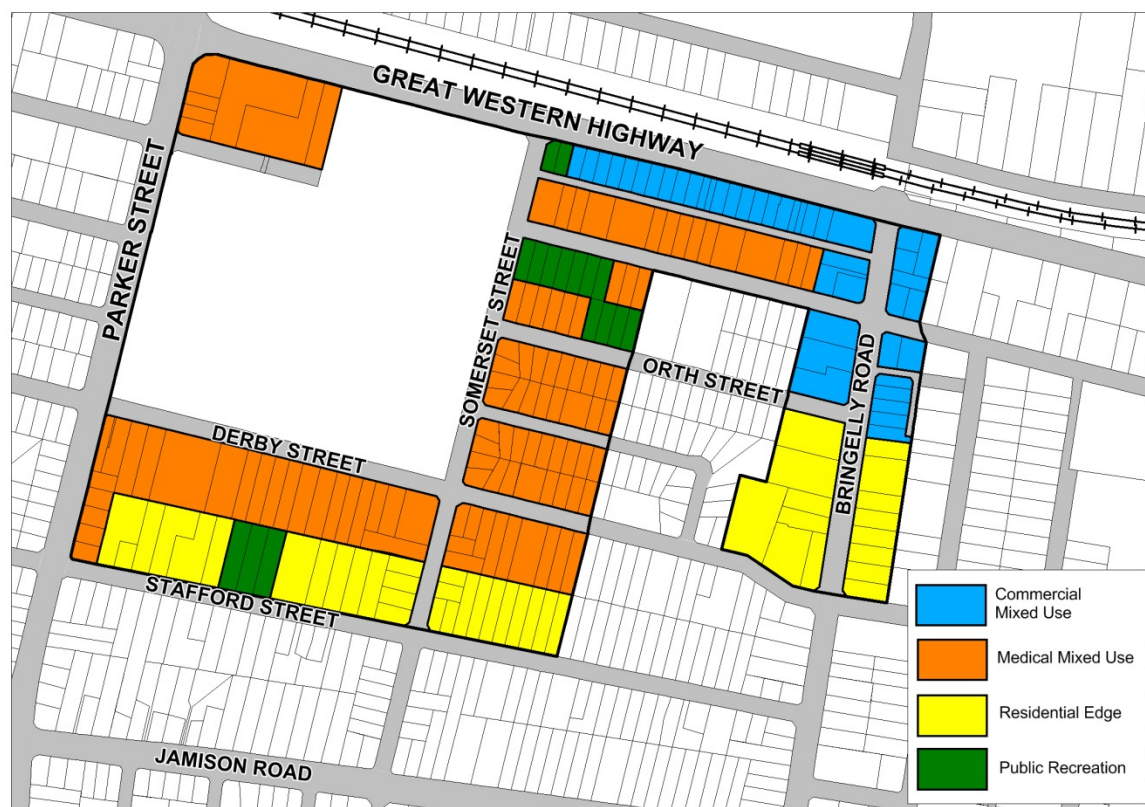 GREAT WESTERN HIGHWAY
PARKER STREET
SOMERSET STREET
ORTH STREET
BRINGELLY ROAD
DERBY STREET
STAFFORD STREET
JAMISON ROAD
Commercial
Mixed Use
Medical Mixed Use
Residential Edge
Public Recreation